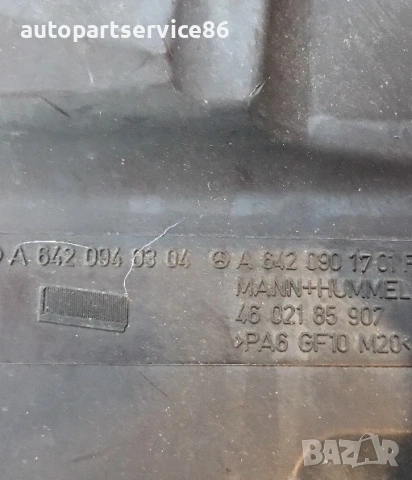 autopartservice86
A 642 094 03 04 A 642 090 17 01
MANN+HUMMEL
46 021 85 907
>PA6 GF10 M20<
BAZAR